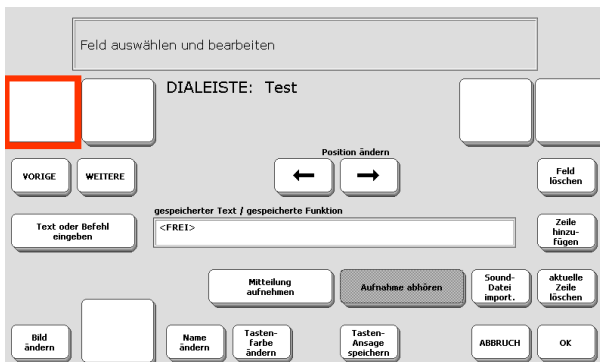 Feld auswählen und bearbeiten
DIALEISTE: Test
Position ändern
VORIGE
WEITERE
Feld
löschen
gespeicherter Text / gespeicherte Funktion
Text oder Befehl
eingeben
<FREI>
Zeile
hinzu-
fügen
Mitteilung
aufnehmen
Aufnahme abhören
Sound-
Datei
import.
aktuelle
Zeile
löschen
Bild
ändern
Name
ändern
Tasten-
farbe
ändern
Tasten-
Ansage
speichern
ABBRUCH
OK